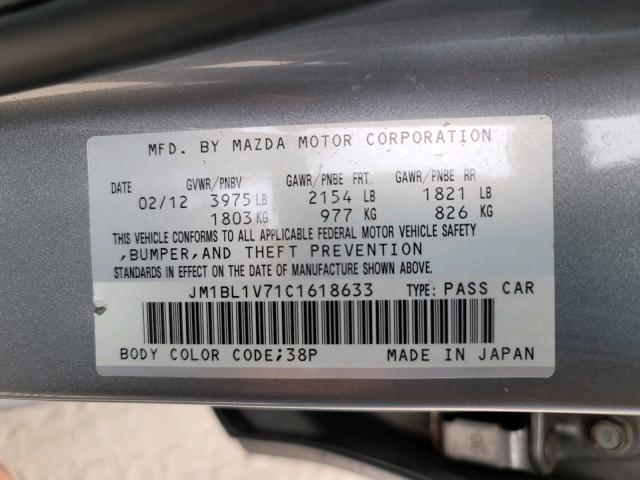 MFD. BY MAZDA MOTOR CORPORATION
DATE GVWR/PNBV GAWR/PNBE FRT GAWR/PNBE RR
02/12 3975 LB 2154 LB 1821 LB
1803 KG 977 KG 826 KG
THIS VEHICLE CONFORMS TO ALL APPLICABLE FEDERAL MOTOR VEHICLE SAFETY
,BUMPER,AND THEFT PREVENTION
STANDARDS IN EFFECT ON THE DATE OF MANUFACTURE SHOWN ABOVE.
JM1BL1V71C1618633 TYPE: PASS CAR
BODY COLOR CODE;38P MADE IN JAPAN